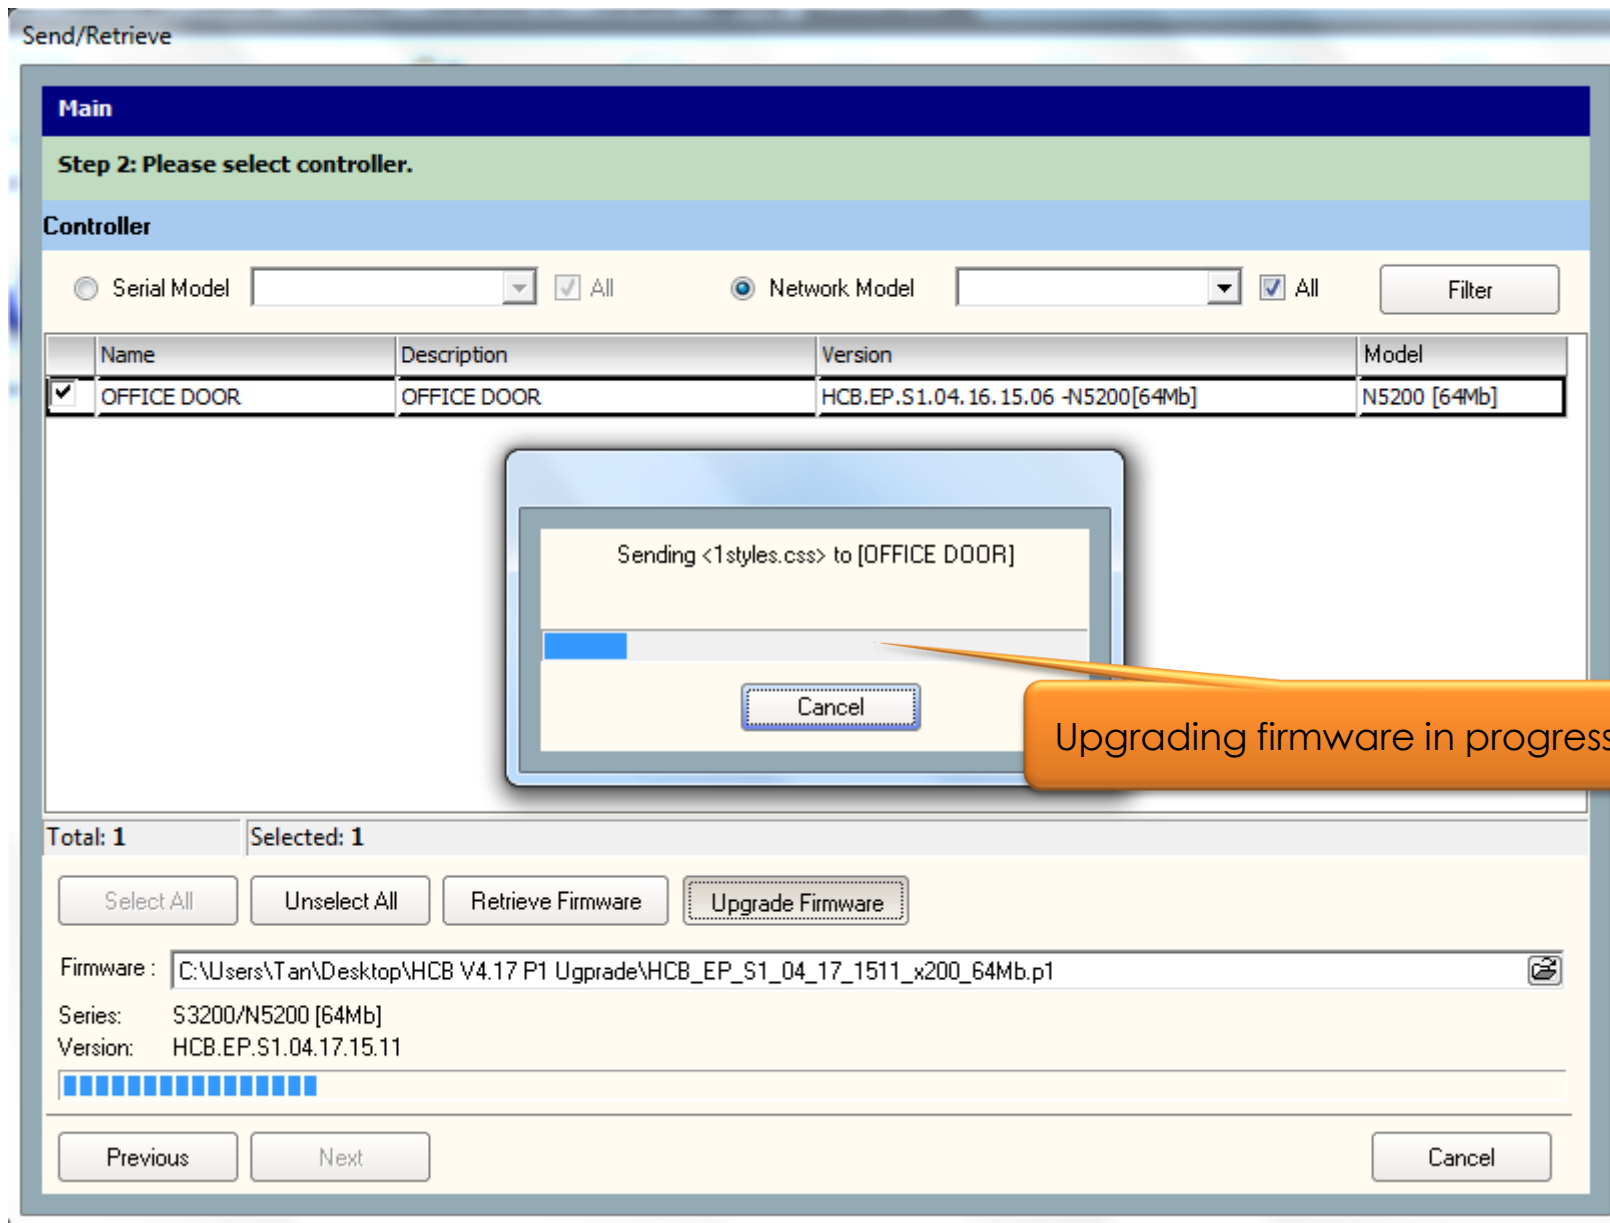 Send/Retrieve
Main
Step 2: Please select controller.
Controller
Serial Model All Network Model All Filter
Name Description Version Model
OFFICE DOOR OFFICE DOOR HCB.EP.S1.04.16.15.06 -N5200[64Mb] N5200 [64Mb]
Sending <1styles.css> to [OFFICE DOOR]
Cancel
Upgrading firmware in progress
Total: 1 Selected: 1
Select All Unselect All Retrieve Firmware Upgrade Firmware
Firmware : C:\Users\Tan\Desktop\HCB V4.17 P1 Ugprade\HCB_EP_S1_04_17_1511_x200_64Mb.p1
Series: S3200/N5200 [64Mb]
Version: HCB.EP.S1.04.17.15.11
Previous Next Cancel